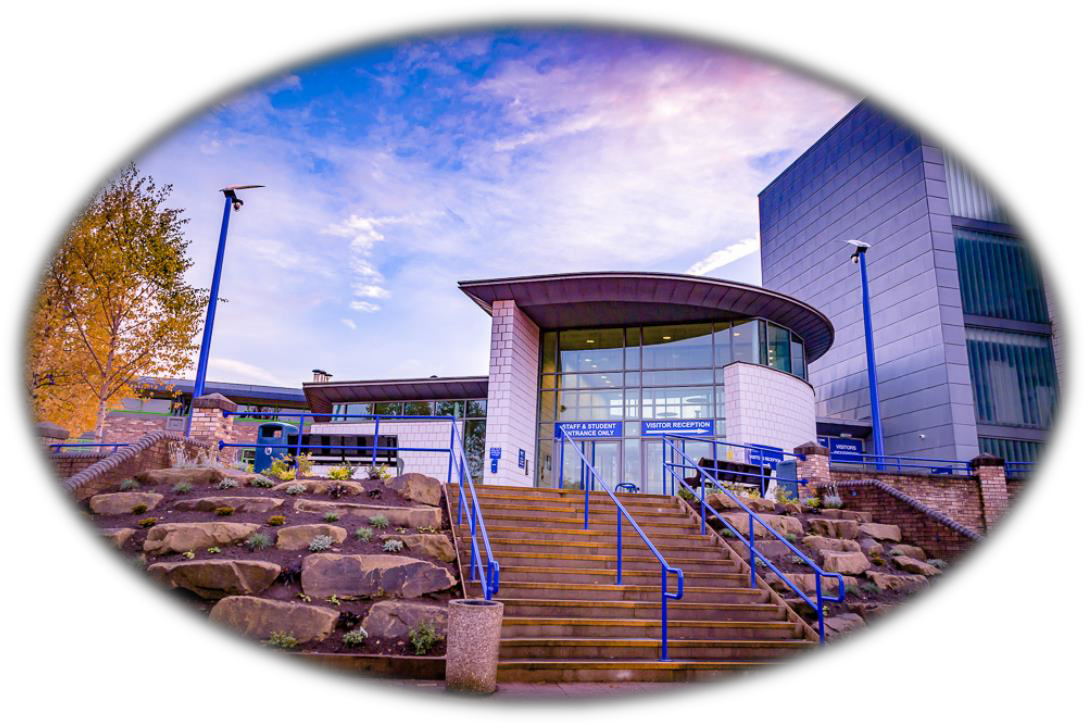 STAFF & STUDENT
ENTRANCE ONLY
VISITOR RECEPTION
VISITORS